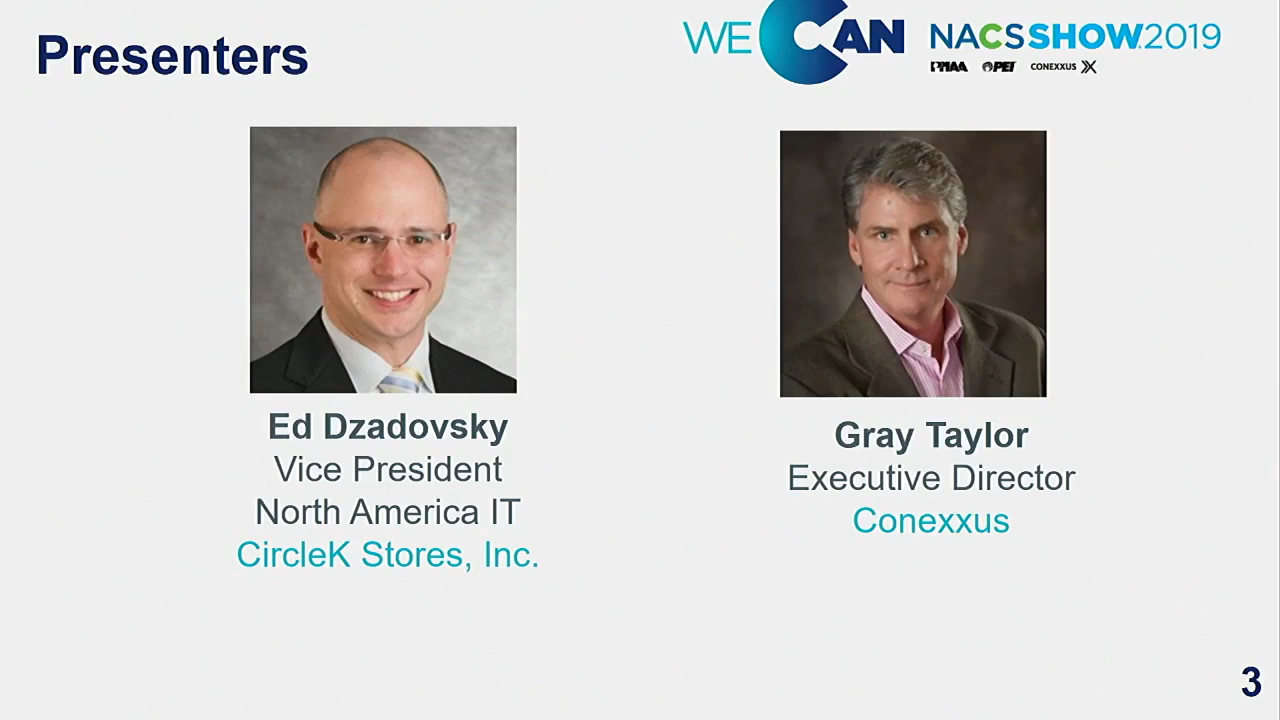 Presenters
WE CAN
NACS SHOW.2019
PMAA PEI CONEXXUS
Ed Dzadovsky
Vice President
North America IT
CircleK Stores, Inc.
Gray Taylor
Executive Director
Conexxus
3